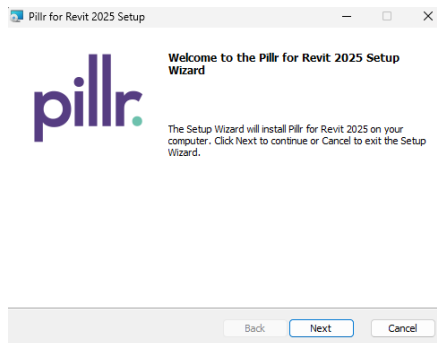 Pillr for Revit 2025 Setup
pillr.
Welcome to the Pillr for Revit 2025 Setup
Wizard
The Setup Wizard will install Pillr for Revit 2025 on your
computer. Click Next to continue or Cancel to exit the Setup
Wizard.
Back Next Cancel